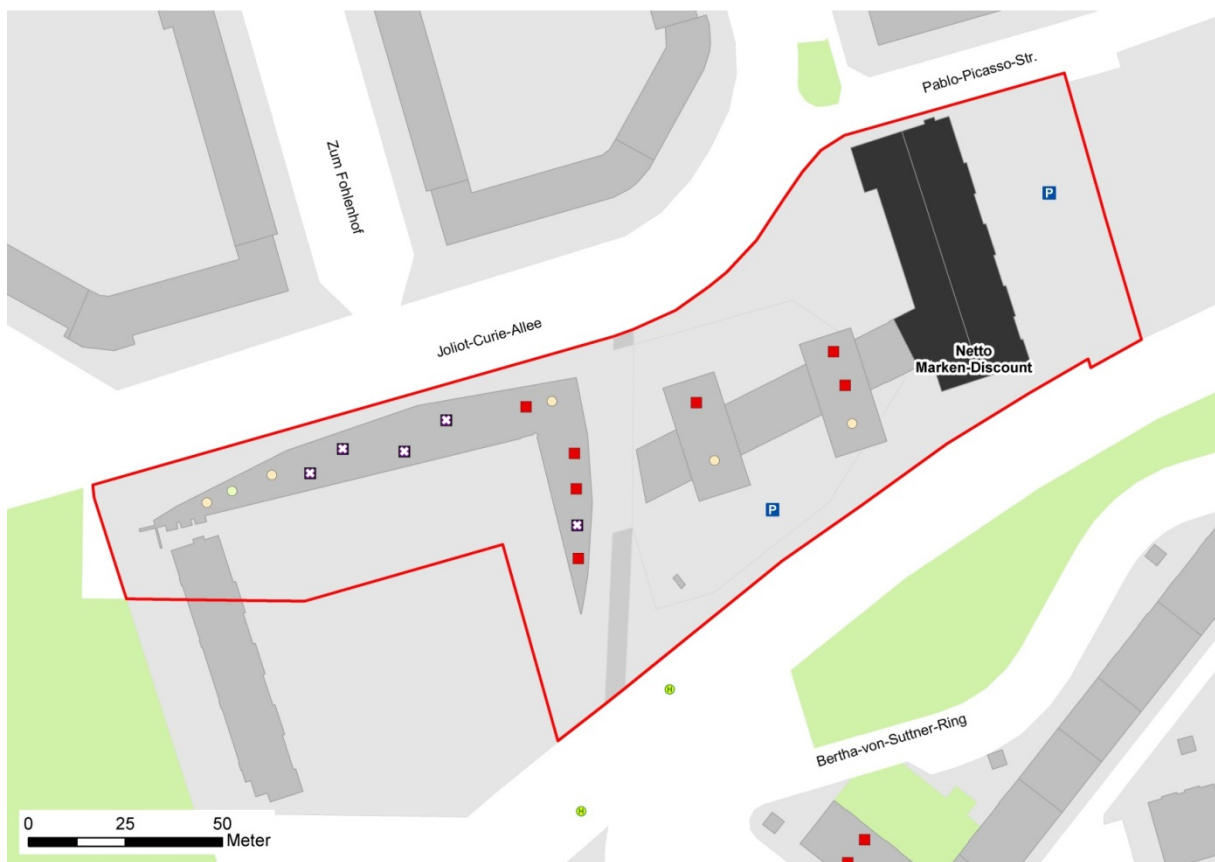 Pablo-Picasso-Str.
P
Zum Fohlenhof
Joliot-Curie-Allee
Netto
Marken-Discount
P
H
Bertha-von-Suttner-Ring
H
0 25 50
Meter